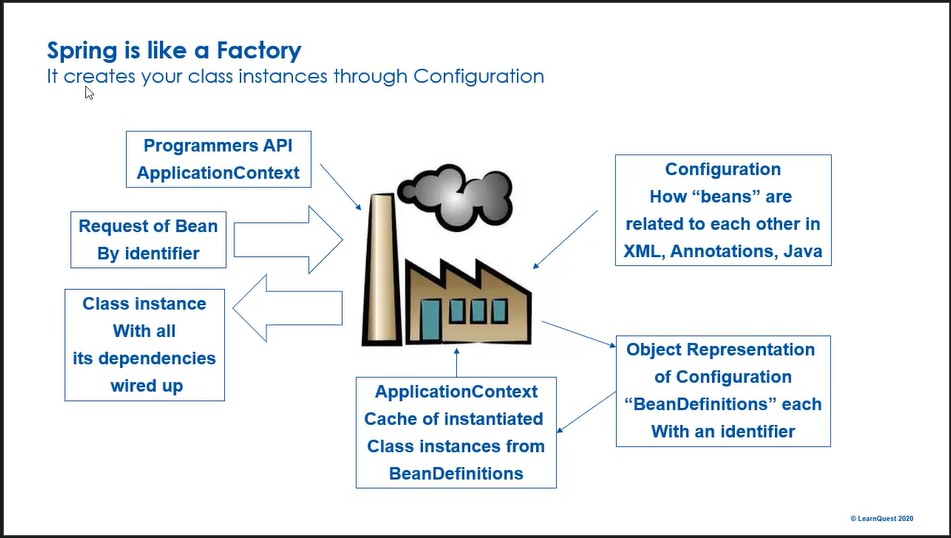 Spring is like a Factory
It creates your class instances through Configuration
Programmers API
ApplicationContext
Request of Bean
By identifier
Class instance
With all
its dependencies
wired up
Configuration
How “beans” are
related to each other in
XML, Annotations, Java
Object Representation
of Configuration
“BeanDefinitions” each
With an identifier
ApplicationContext
Cache of instantiated
Class instances from
BeanDefinitions
© LearnQuest 2020